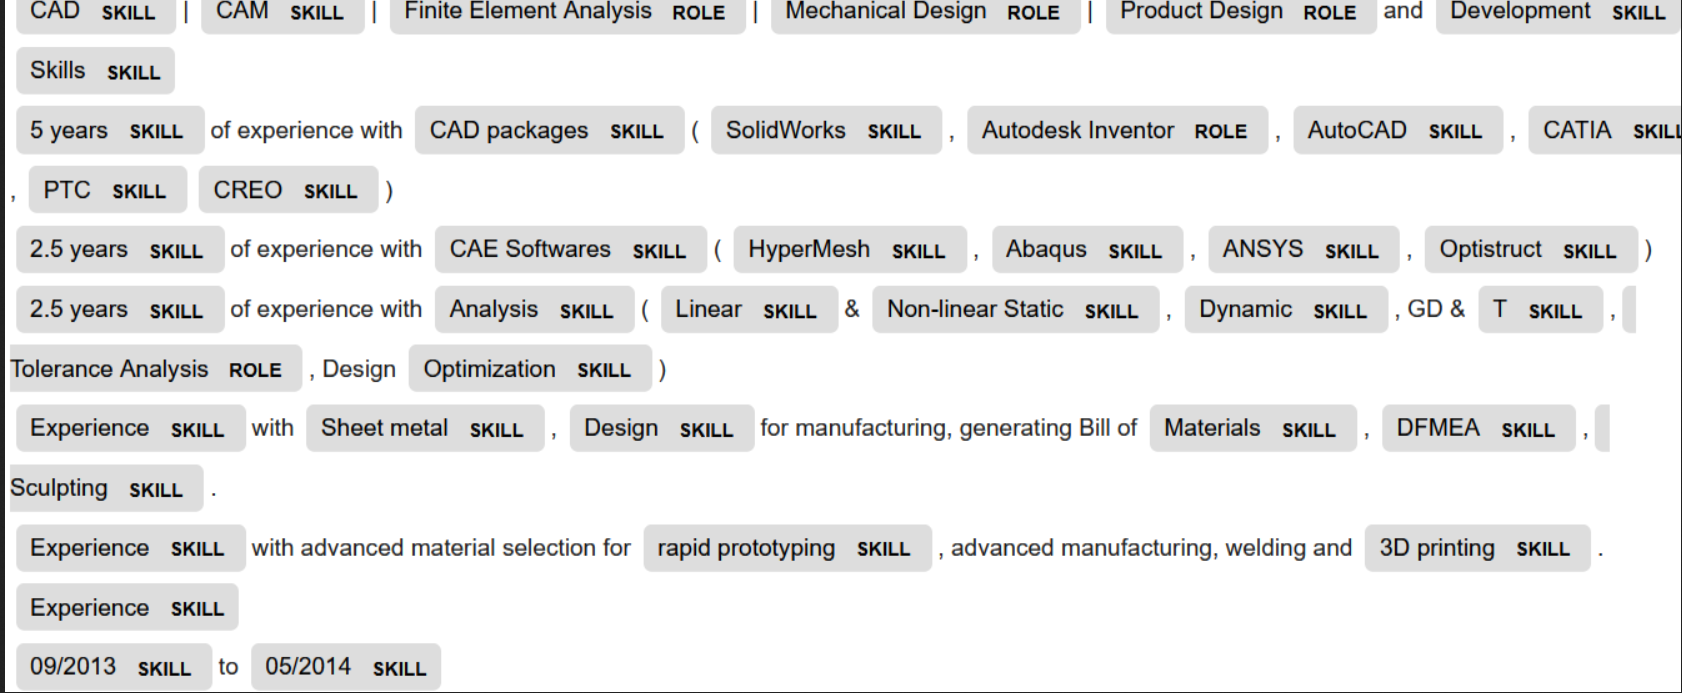 CAD SKILL | CAM SKILL | Finite Element Analysis ROLE | Mechanical Design ROLE | Product Design ROLE and Development SKILL
Skills SKILL
5 years SKILL of experience with CAD packages SKILL ( SolidWorks SKILL , Autodesk Inventor ROLE , AutoCAD SKILL , CATIA SKILL
, PTC SKILL CREO SKILL )
2.5 years SKILL of experience with CAE Softwares SKILL ( HyperMesh SKILL , Abaqus SKILL , ANSYS SKILL , Optistruct SKILL )
2.5 years SKILL of experience with Analysis SKILL ( Linear SKILL & Non-linear Static SKILL , Dynamic SKILL , GD & T SKILL ,
Tolerance Analysis ROLE , Design Optimization SKILL )
Experience SKILL with Sheet metal SKILL , Design SKILL for manufacturing, generating Bill of Materials SKILL , DFMEA SKILL ,
Sculpting SKILL .
Experience SKILL with advanced material selection for rapid prototyping SKILL , advanced manufacturing, welding and 3D printing SKILL .
Experience SKILL
09/2013 SKILL to 05/2014 SKILL